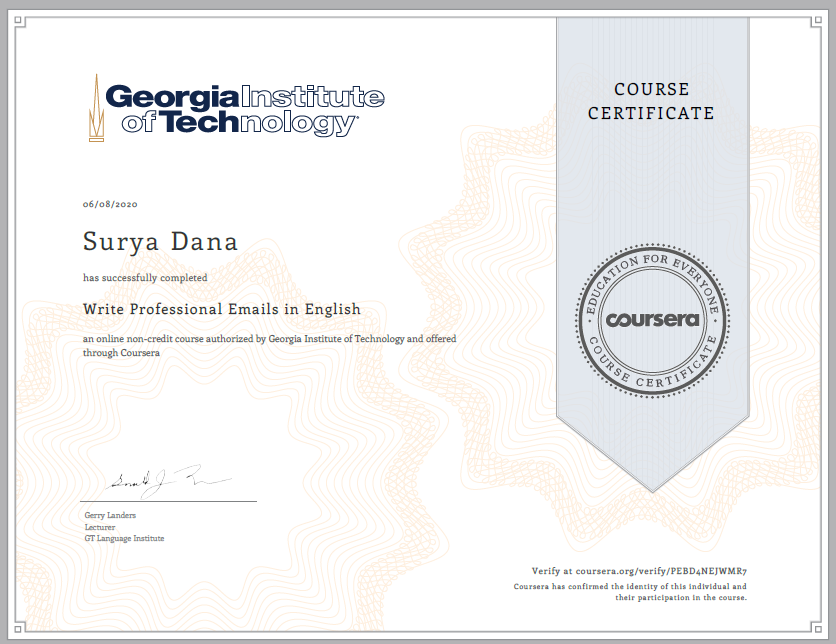 Georgia Institute
of Technology
COURSE
CERTIFICATE
06/08/2020
Surya Dana
has successfully completed
Write Professional Emails in English
an online non-credit course authorized by Georgia Institute of Technology and offered
through Coursera
EDUCATION FOR EVERYONE
coursera
COURSE CERTIFICATE
Gerry Landers
Lecturer
GT Language Institute
Verify at coursera.org/verify/PEBD4NEJWMR7
Coursera has confirmed the identity of this individual and
their participation in the course.